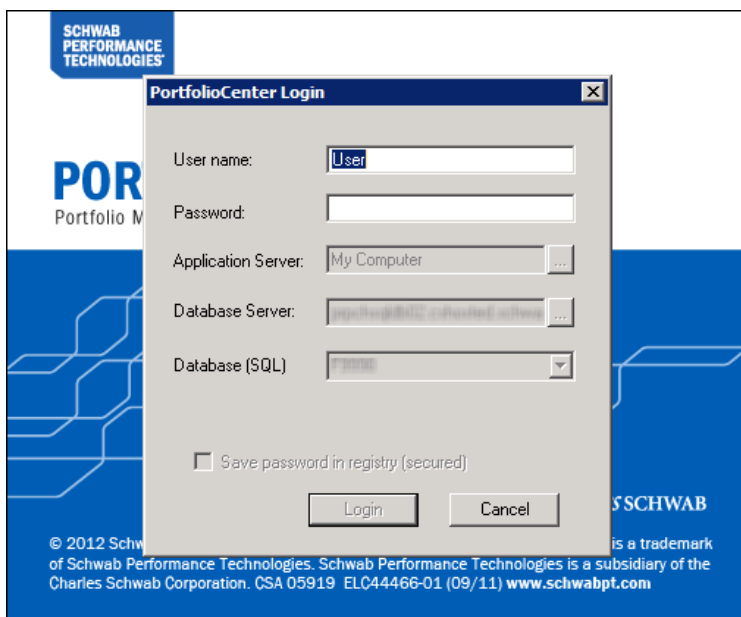 SCHWAB
PERFORMANCE
TECHNOLOGIES
PortfolioCenter Login
User name:
User
POR
Password:
Portfolio M
Application Server:
My Computer
...
Database Server:
...
Database (SQL)
Save password in registry (secured)
Login
Cancel
SCHWAB
© 2012 Schw
is a trademark
of Schwab Performance Technologies. Schwab Performance Technologies is a subsidiary of the
Charles Schwab Corporation. CSA 05919 ELC44466-01 (09/11) www.schwabpt.com